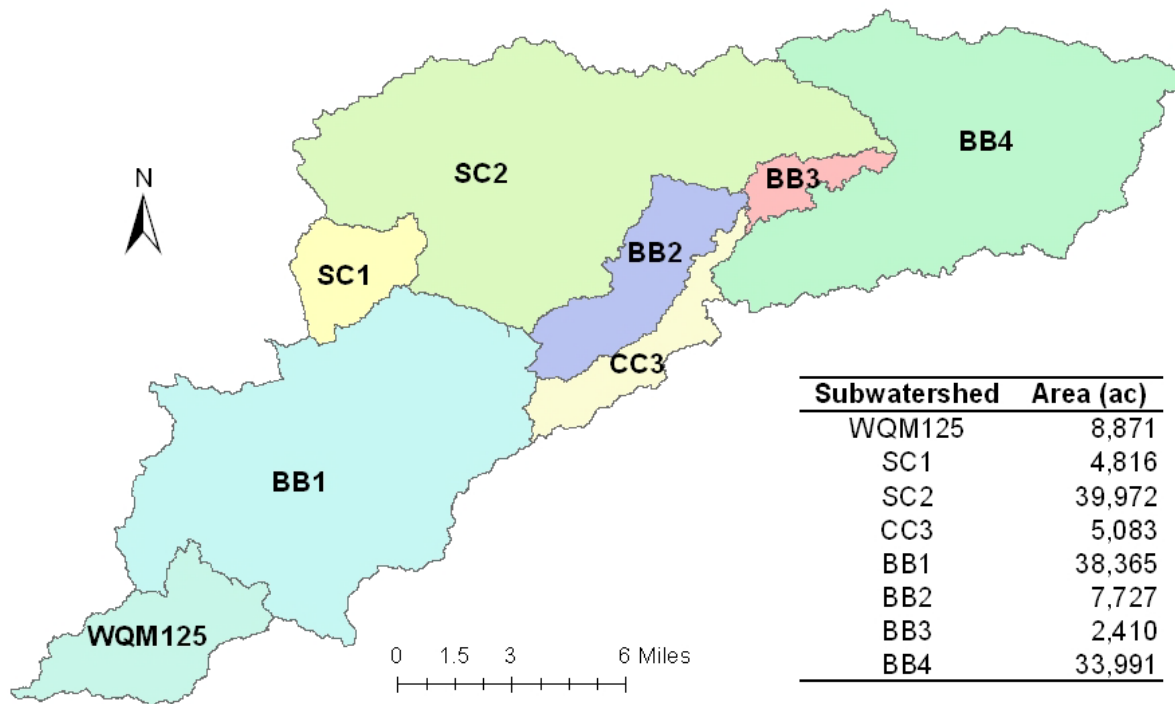 BB4
SC2
BB3
N
BB2
SC1
CC3
BB1
WQM125
0 1.5 3 6 Miles
Subwatershed Area (ac)
WQM125 8,871
SC1 4,816
SC2 39,972
CC3 5,083
BB1 38,365
BB2 7,727
BB3 2,410
BB4 33,991